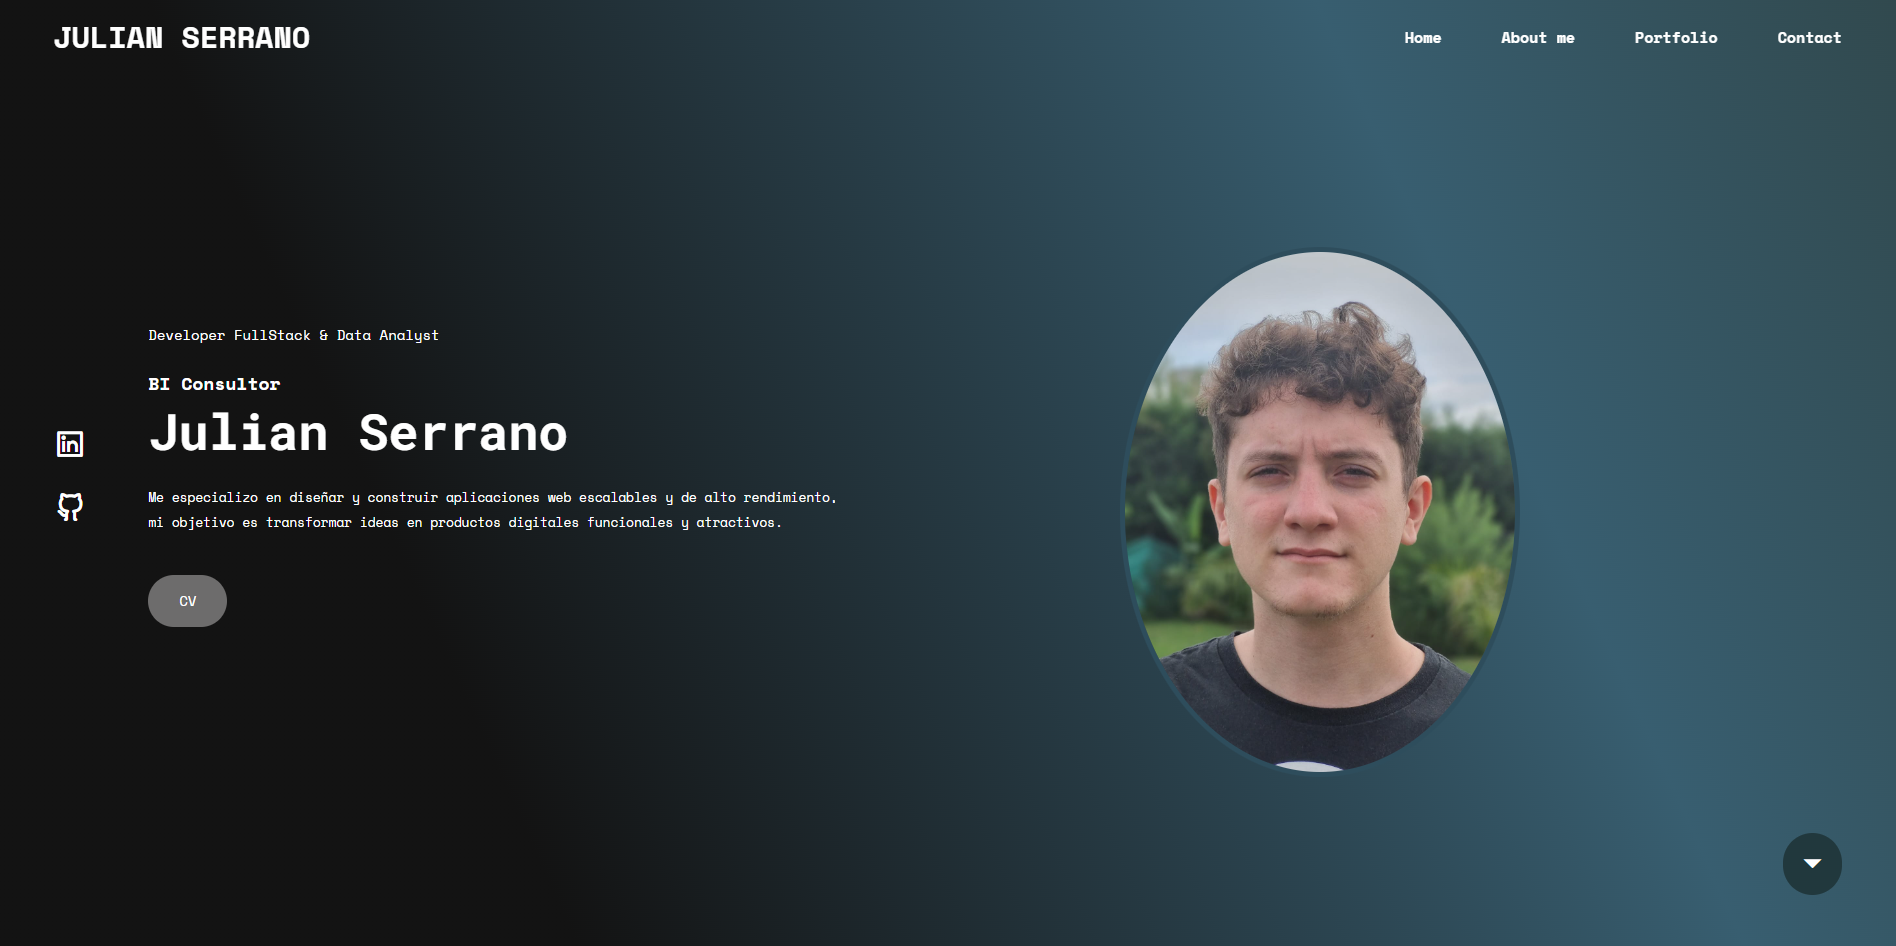 JULIAN SERRANO
Home
About me
Portfolio
Contact
Developer FullStack & Data Analyst
BI Consultor
Julian Serrano
Me especializo en diseñar y construir aplicaciones web escalables y de alto rendimiento,
mi objetivo es transformar ideas en productos digitales funcionales y atractivos.
CV
in